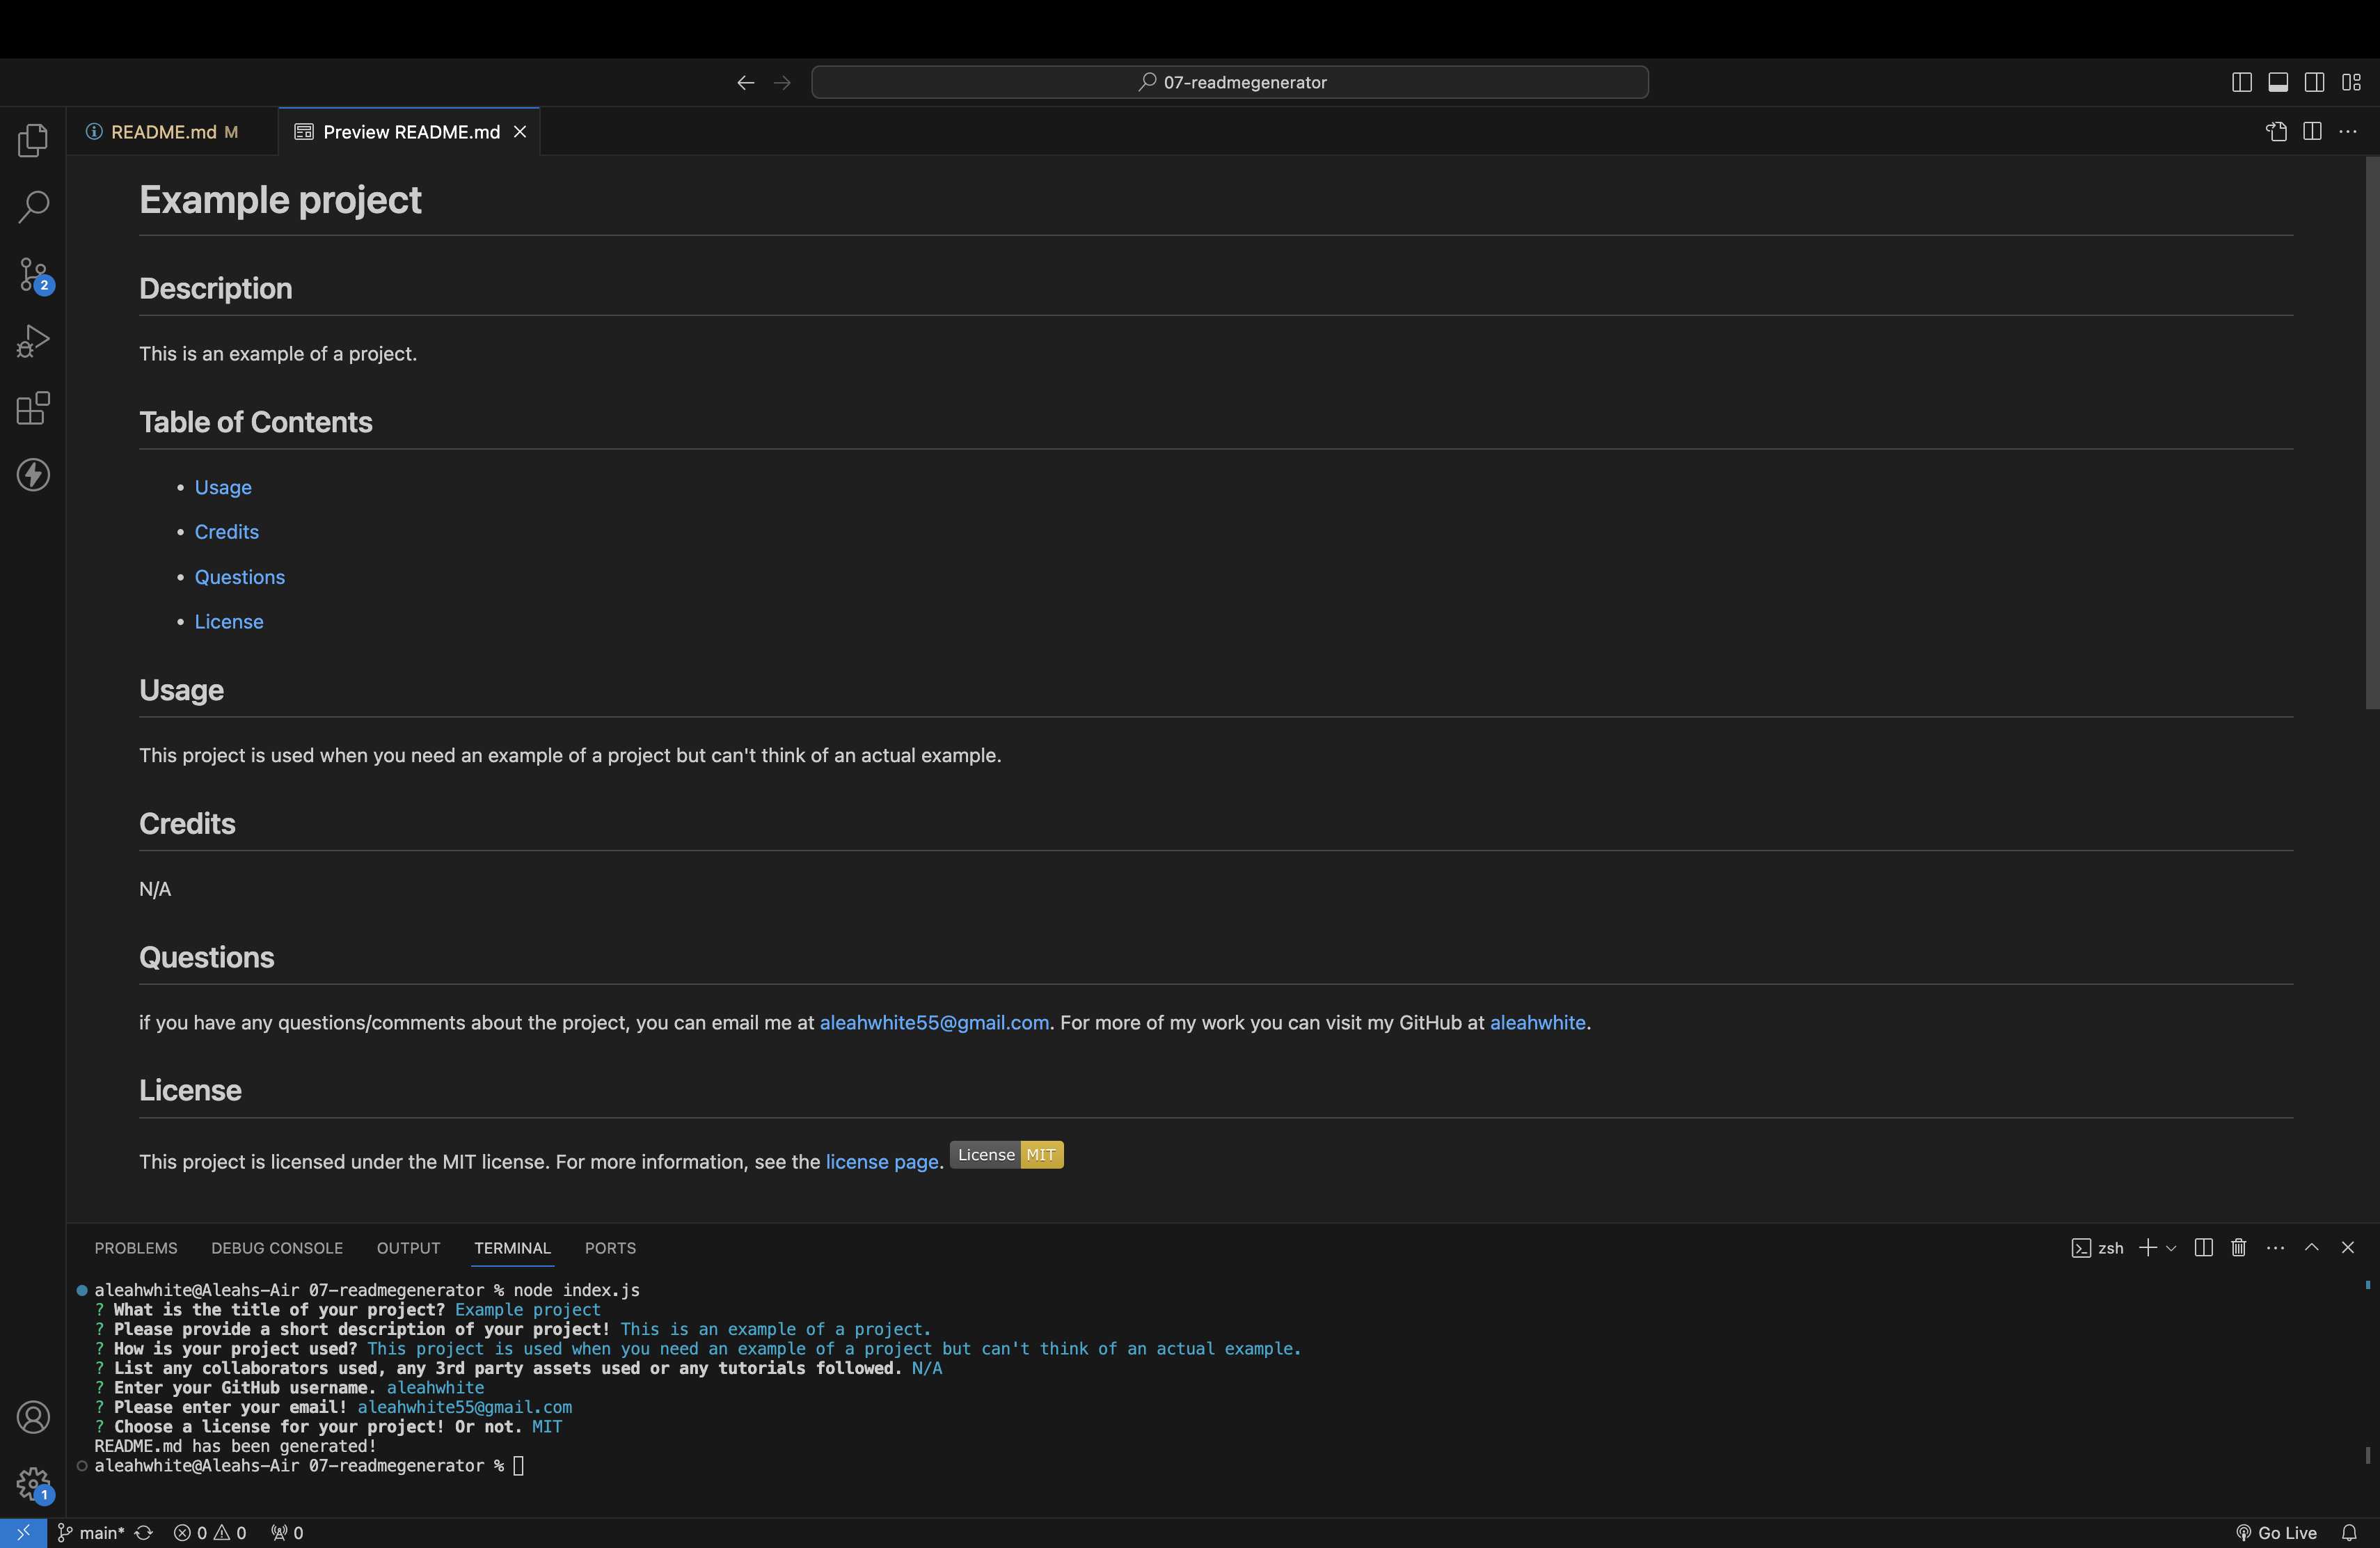 07-readmegenerator
README.md M
Preview README.md
Example project
Description
This is an example of a project.
Table of Contents
• Usage
• Credits
• Questions
• License
Usage
This project is used when you need an example of a project but can't think of an actual example.
Credits
N/A
Questions
if you have any questions/comments about the project, you can email me at aleahwhite55@gmail.com. For more of my work you can visit my GitHub at aleahwhite.
License
This project is licensed under the MIT license. For more information, see the license page. License MIT
2
PROBLEMS DEBUG CONSOLE OUTPUT TERMINAL PORTS zsh
aleahwhite@Aleahs-Air 07-readmegenerator % node index.js
? What is the title of your project? Example project
? Please provide a short description of your project! This is an example of a project.
? How is your project used? This project is used when you need an example of a project but can't think of an actual example.
? List any collaborators used, any 3rd party assets used or any tutorials followed. N/A
? Enter your GitHub username. aleahwhite
? Please enter your email! aleahwhite55@gmail.com
? Choose a license for your project! Or not. MIT
README.md has been generated!
aleahwhite@Aleahs-Air 07-readmegenerator %
1
main* 0 0 0 Go Live